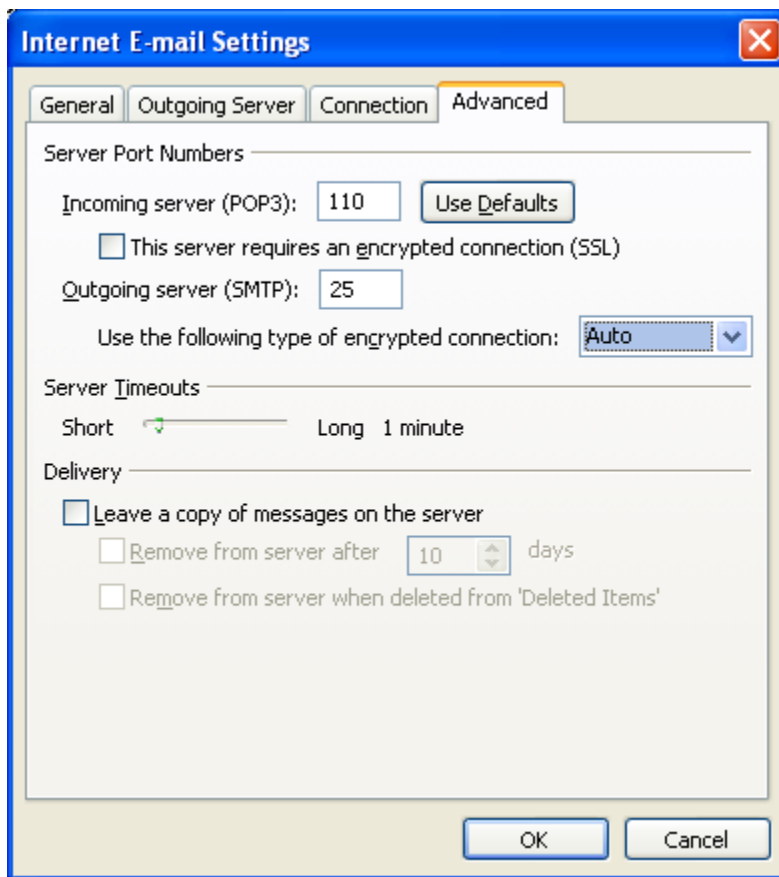 Internet E-mail Settings
General Outgoing Server Connection Advanced
Server Port Numbers
Incoming server (POP3): 110 Use Defaults
This server requires an encrypted connection (SSL)
Outgoing server (SMTP): 25
Use the following type of encrypted connection: Auto
Server Timeouts
Short Long 1 minute
Delivery
Leave a copy of messages on the server
Remove from server after 10 days
Remove from server when deleted from 'Deleted Items'
OK Cancel